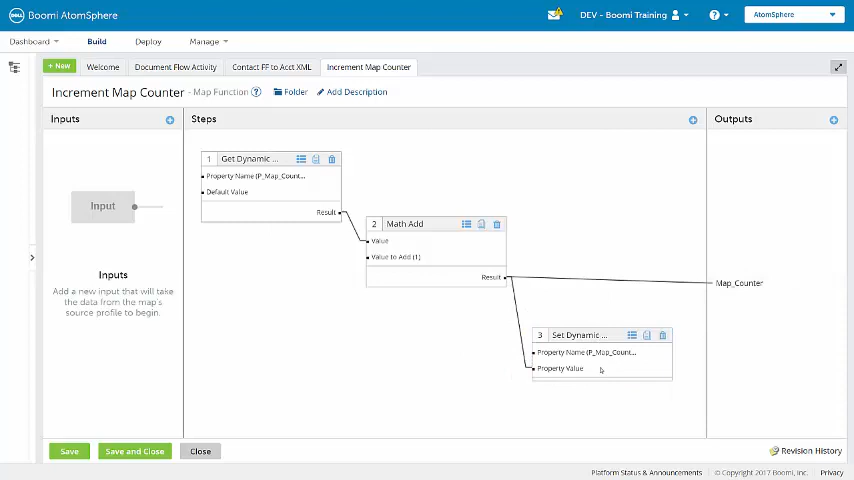 DELL Boomi AtomSphere
DEV - Boomi Training
AtomSphere
Dashboard
Build
Deploy
Manage
+ New
Welcome
Document Flow Activity
Contact FF to Acct XML
Increment Map Counter
Increment Map Counter - Map Function
Folder
Add Description
Inputs
Steps
Outputs
1 Get Dynamic ...
Property Name (P_Map_Count...
Default Value
Result
Input
2 Math Add
Value
Value to Add (1)
Result
Map_Counter
Inputs
Add a new input that will take
the data from the map's
source profile to begin.
3 Set Dynamic ...
Property Name (P_Map_Count...
Property Value
Save
Save and Close
Close
Revision History
Platform Status & Announcements
© Copyright 2017 Boomi, Inc.
Privacy